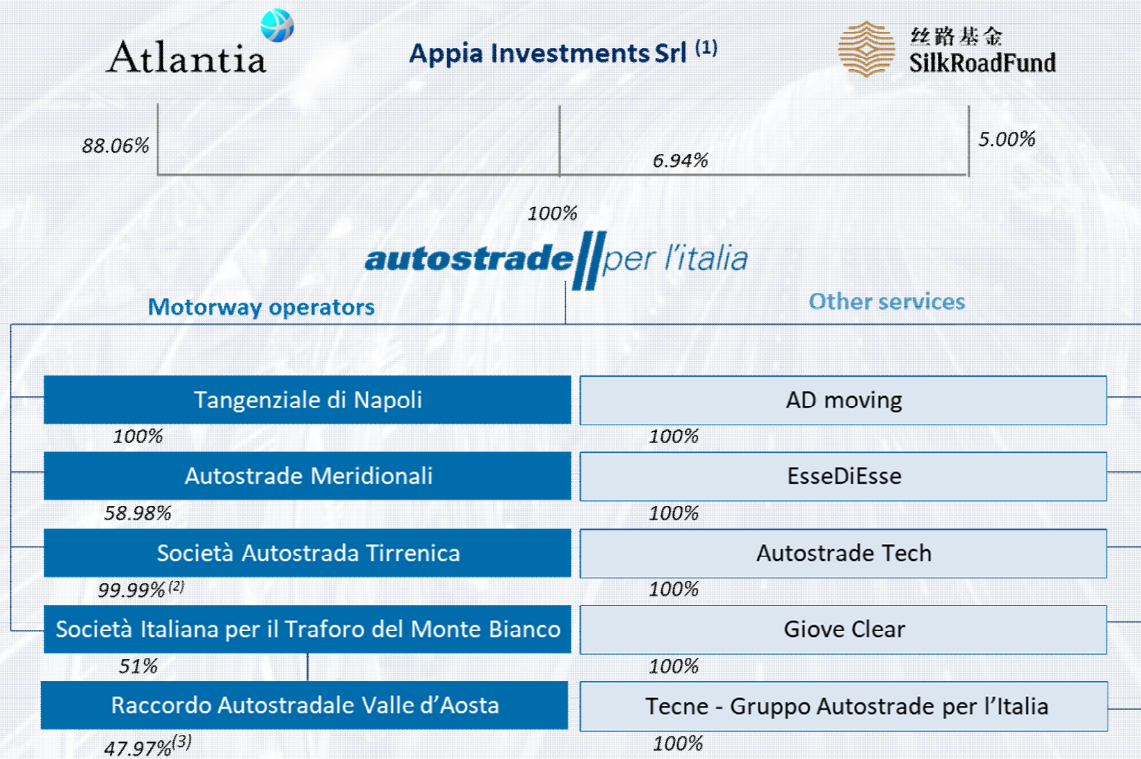 Atlantia
Appia Investments Srl (1)
丝路基金
SilkRoadFund
88.06%
6.94%
5.00%
100%
autostrade//per l'italia
Motorway operators
Other services
Tangenziale di Napoli
100%
AD moving
100%
Autostrade Meridionali
58.98%
EsseDiEsse
100%
Società Autostrada Tirrenica
99.99% (2)
Autostrade Tech
100%
Società Italiana per il Traforo del Monte Bianco
51%
Giove Clear
100%
Raccordo Autostradale Valle d’Aosta
47.97%(3)
Tecne - Gruppo Autostrade per l’Italia
100%